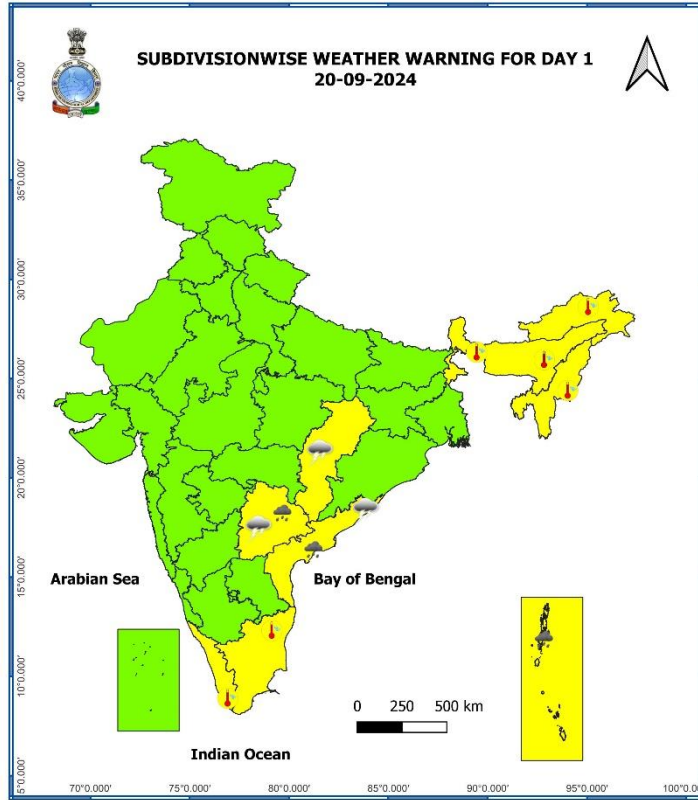 SUBDIVISIONWISE WEATHER WARNING FOR DAY 1
20-09-2024
40°0.000'
35°0.000'
30°0.000'
25°0.000'
20°0.000'
15°0.000'
10°0.000'
5°0.000'
Arabian Sea
Bay of Bengal
0 250 500 km
Indian Ocean
70°0.000' 75°0.000' 80°0.000' 85°0.000' 90°0.000' 95°0.000'